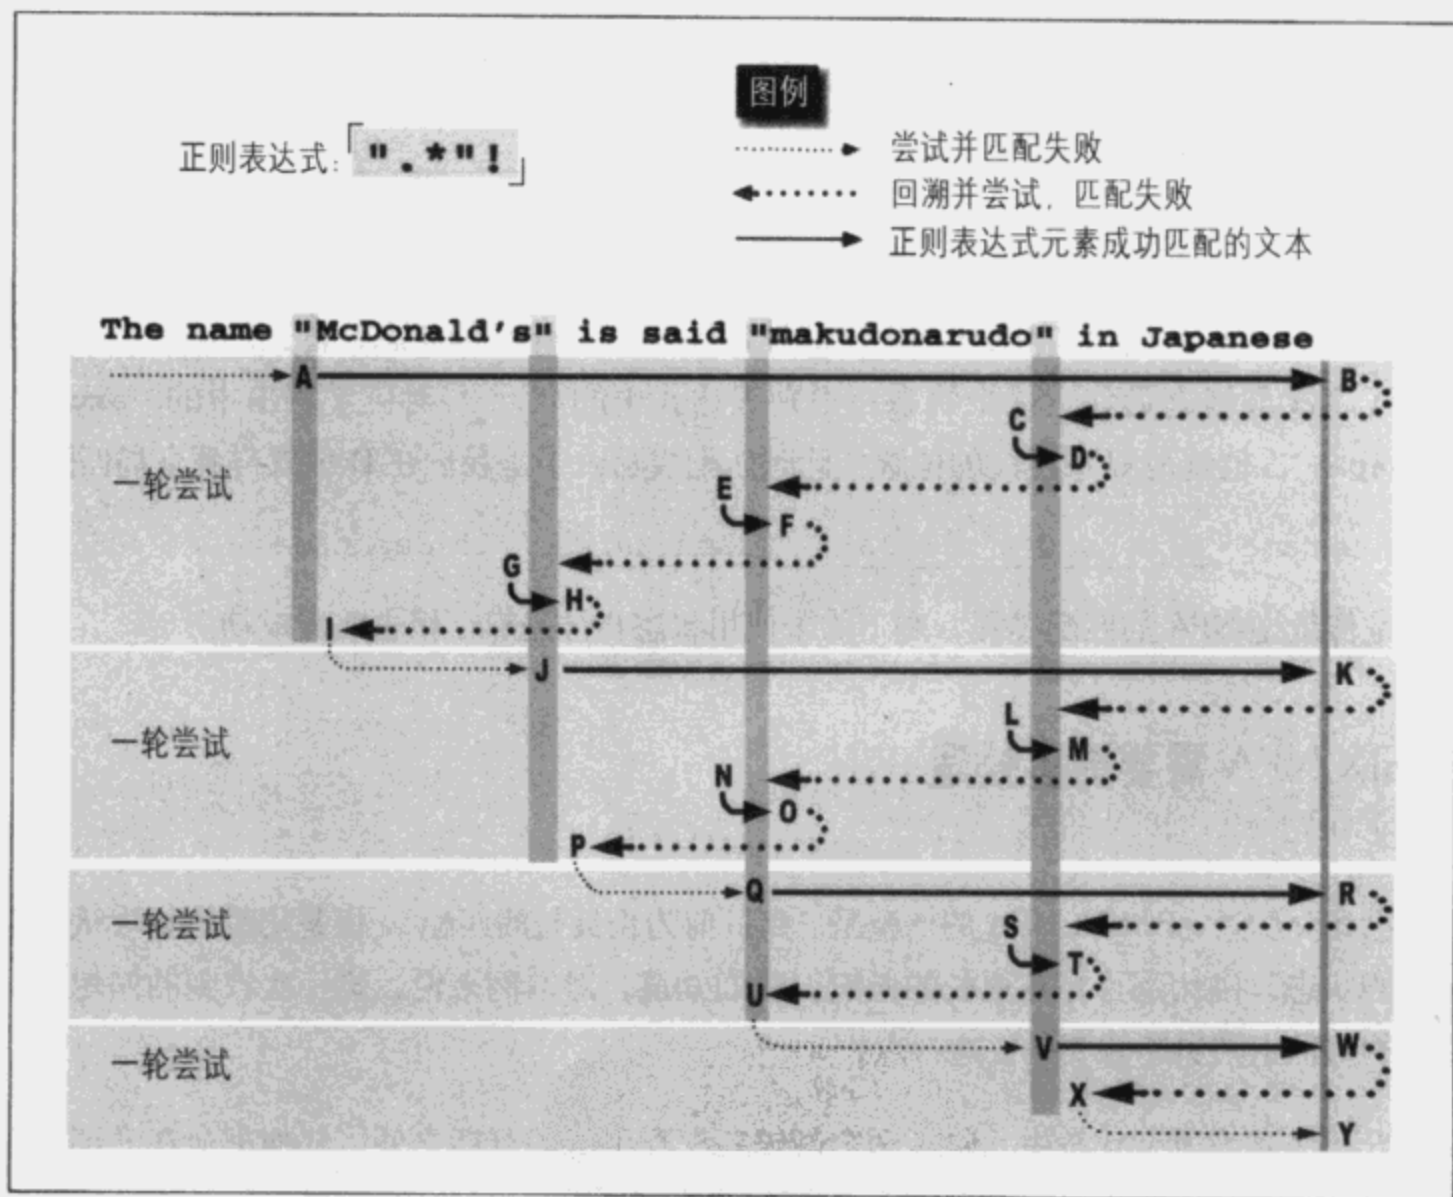 图例
正则表达式:「".*"!」
尝试并匹配失败
回溯并尝试，匹配失败
正则表达式元素成功匹配的文本
The name "McDonald's" is said "makudonarudo" in Japanese
A B
C D
E F
一轮尝试
G H
I
J K
L M
一轮尝试
N O
P
Q R
一轮尝试
S T
U
V W
一轮尝试
X
Y